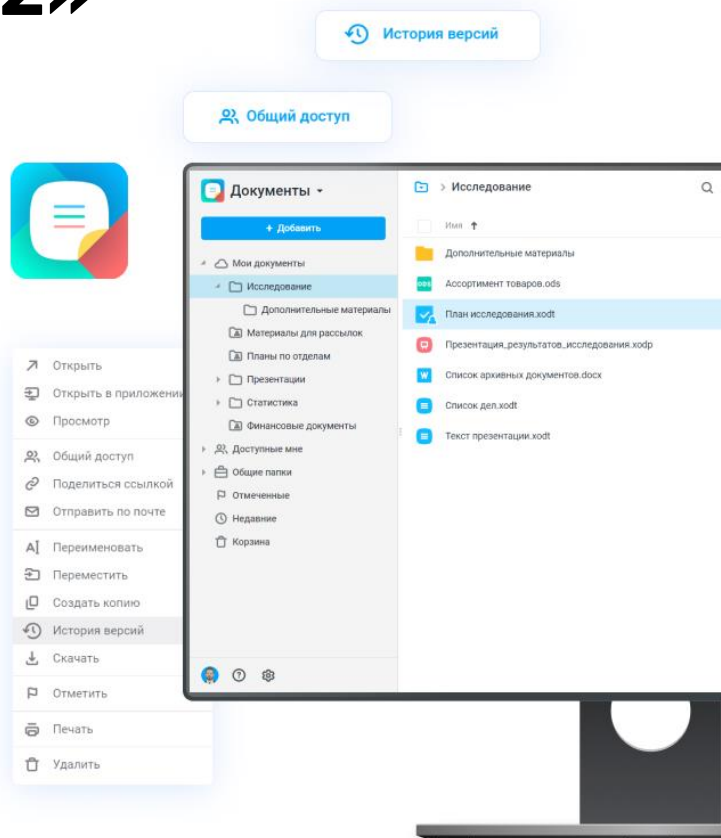 2»
История версий
Общий доступ
Документы
+ Добавить
Мои документы
Исследование
Дополнительные материалы
Материалы для рассылок
Планы по отделам
Презентации
Статистика
Финансовые документы
Доступные мне
Общие папки
Отмеченные
Недавние
Корзина
> Исследование
Имя ↑
Дополнительные материалы
ODS Ассортимент товаров.ods
План исследования.xodt
Презентация_результатов_исследования.xodp
W Список архивных документов.docx
Список дел.xodt
Текст презентации.xodt
Открыть
Открыть в приложении
Просмотр
Общий доступ
Поделиться ссылкой
Отправить по почте
Переименовать
Переместить
Создать копию
История версий
Скачать
Отметить
Печать
Удалить